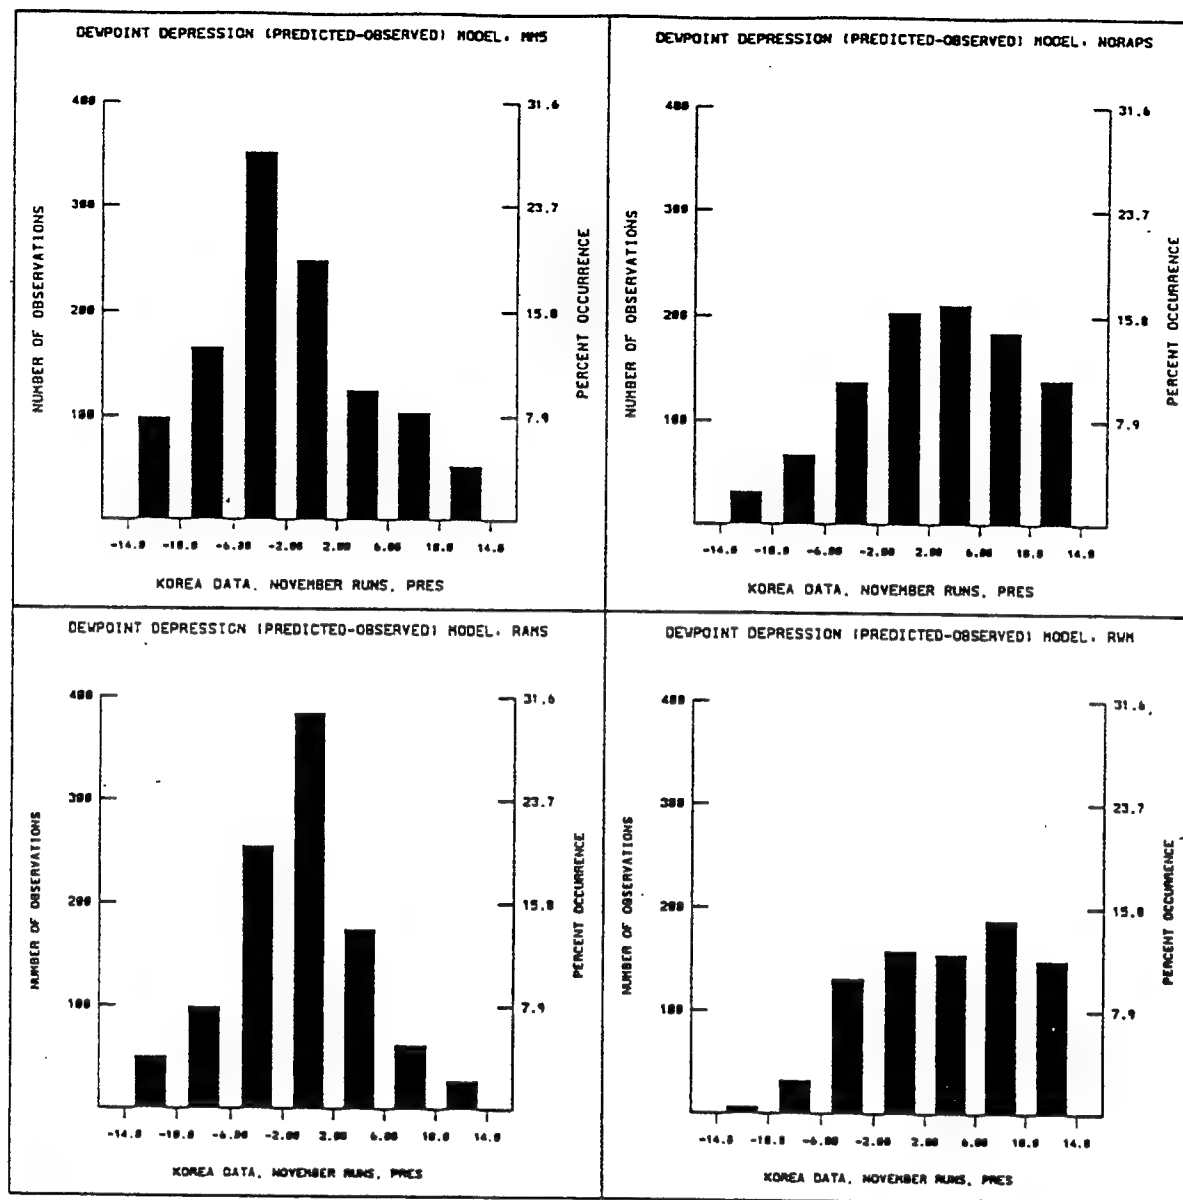 DEWPOINT DEPRESSION (PREDICTED-OBSERVED) MODEL. MM5
400
300
200
100
31.6
23.7
15.8
7.9
NUMBER OF OBSERVATIONS
PERCENT OCCURRENCE
-14.0 -10.0 -6.00 -2.00 2.00 6.00 10.0 14.0
KOREA DATA. NOVEMBER RUNS. PRES
DEWPOINT DEPRESSION (PREDICTED-OBSERVED) MODEL. NORAPS
400
300
200
100
31.6
23.7
15.8
7.9
NUMBER OF OBSERVATIONS
PERCENT OCCURRENCE
-14.0 -10.0 -6.00 -2.00 2.00 6.00 10.0 14.0
KOREA DATA. NOVEMBER RUNS. PRES
DEWPOINT DEPRESSION (PREDICTED-OBSERVED) MODEL. RAMS
400
300
200
100
31.6
23.7
15.8
7.9
NUMBER OF OBSERVATIONS
PERCENT OCCURRENCE
-14.0 -10.0 -6.00 -2.00 2.00 6.00 10.0 14.0
KOREA DATA. NOVEMBER RUNS. PRES
DEWPOINT DEPRESSION (PREDICTED-OBSERVED) MODEL. RWM
400
300
200
100
31.6
23.7
15.8
7.9
NUMBER OF OBSERVATIONS
PERCENT OCCURRENCE
-14.0 -10.0 -6.00 -2.00 2.00 6.00 10.0 14.0
KOREA DATA. NOVEMBER RUNS. PRES